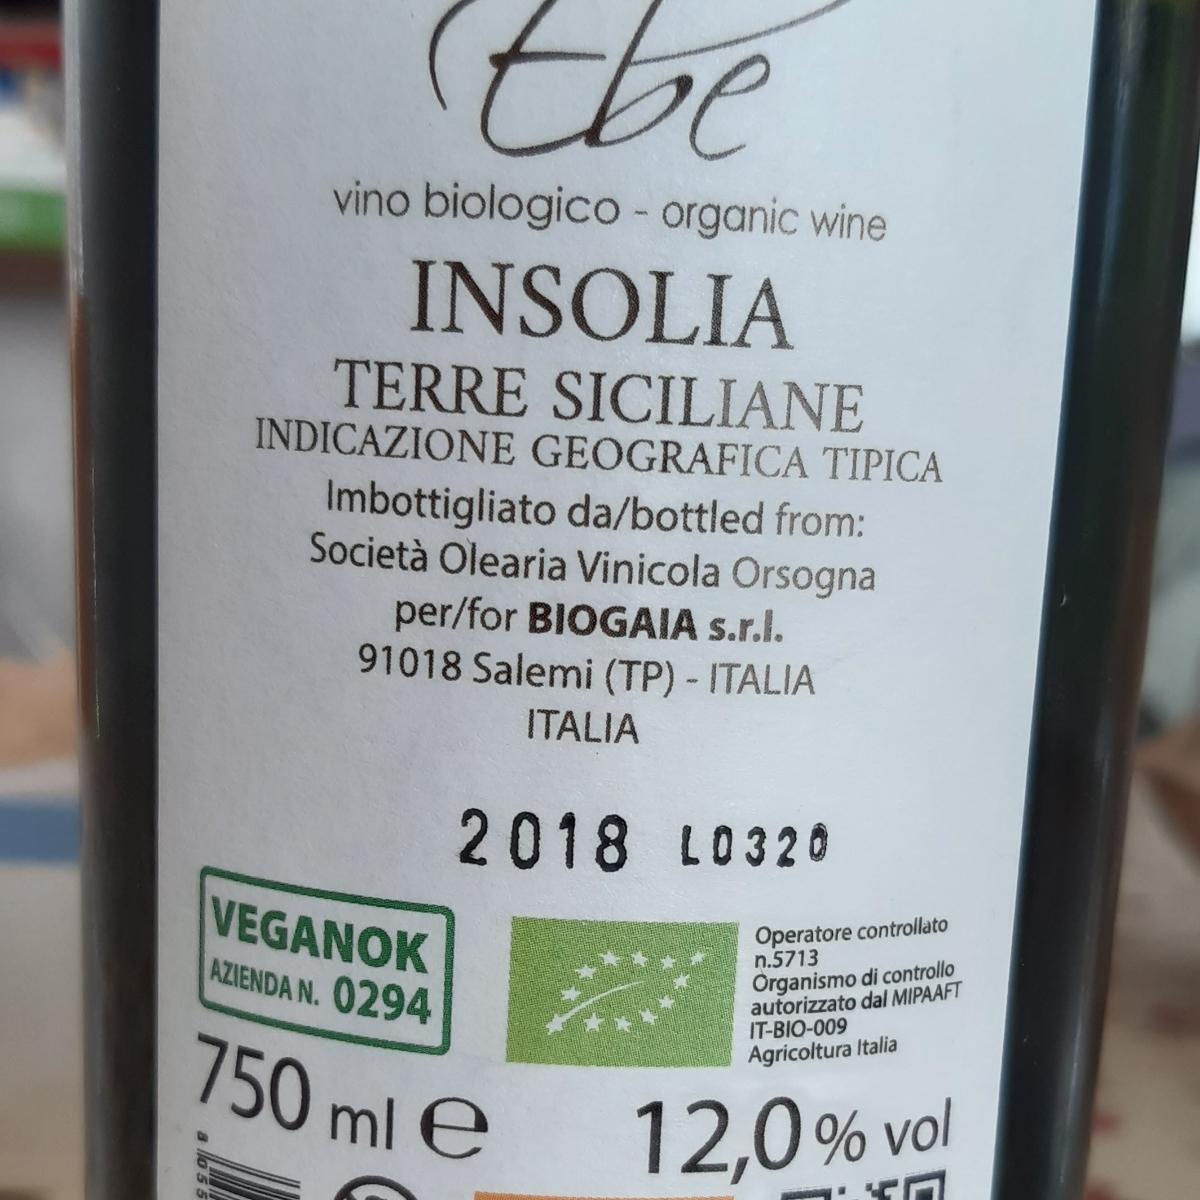 Ebe
vino biologico - organic wine
INSOLIA
TERRE SICILIANE
INDICAZIONE GEOGRAFICA TIPICA
Imbottigliato da/bottled from:
Società Olearia Vinicola Orsogna
per/for BIOGAIA s.r.l.
91018 Salemi (TP) - ITALIA
ITALIA
2018 L0320
VEGANOK
AZIENDA N. 0294
Operatore controllato
n.5713
Organismo di controllo
autorizzato dal MIPAAFT
IT-BIO-009
Agricoltura Italia
750 ml e
12,0 % vol